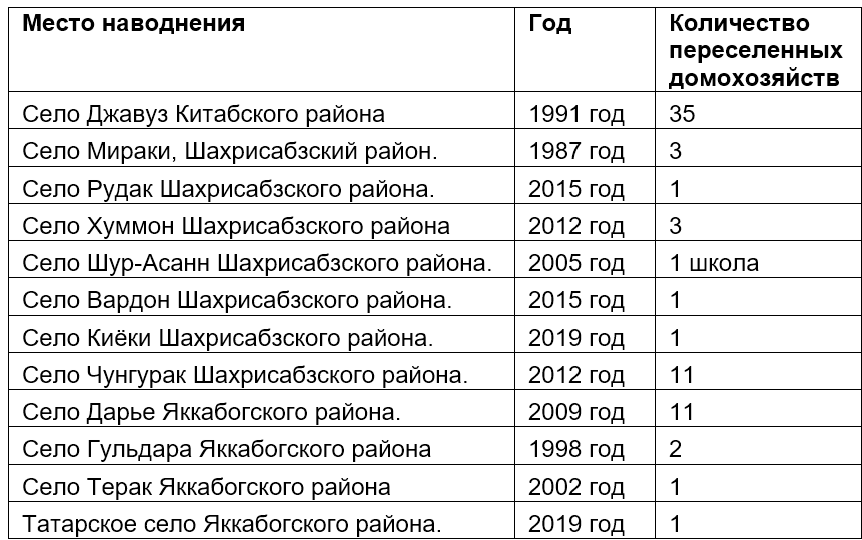 Место наводнения Год Количество
переселенных
домохозяйств
Село Джавуз Китабского района 1991 год 35
Село Мираки, Шахрисабзский район. 1987 год 3
Село Рудак Шахрисабзского района. 2015 год 1
Село Хуммон Шахрисабзского района 2012 год 3
Село Шур-Асанн Шахрисабзского района. 2005 год 1 школа
Село Вардон Шахрисабзского района. 2015 год 1
Село Киёки Шахрисабзского района. 2019 год 1
Село Чунгурак Шахрисабзского района. 2012 год 11
Село Дарье Яккабогского района. 2009 год 11
Село Гульдара Яккабогского района 1998 год 2
Село Терак Яккабогского района 2002 год 1
Татарское село Яккабогского района. 2019 год 1